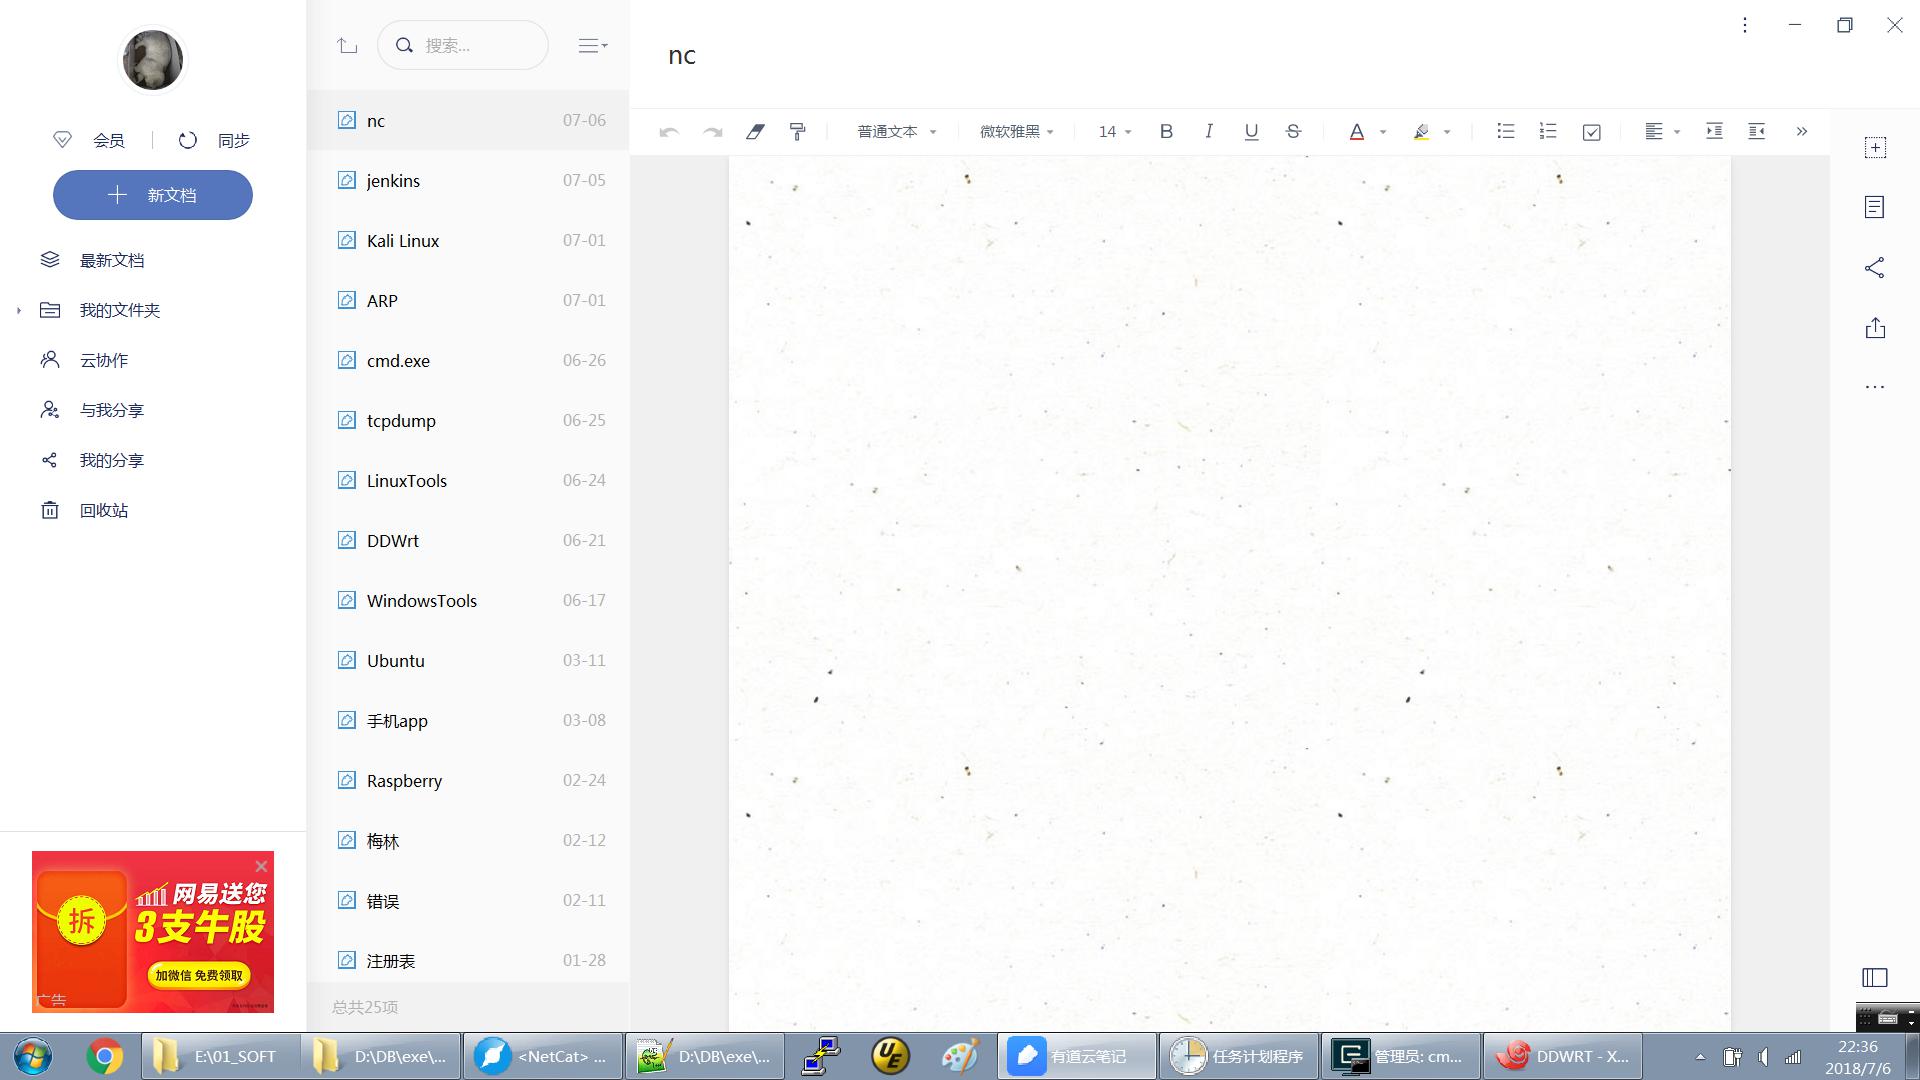 会员
同步
新文档
最新文档
我的文件夹
云协作
与我分享
我的分享
回收站
拆
网易送您
3支牛股
加微信 免费领取
广告
搜索...
nc 07-06
jenkins 07-05
Kali Linux 07-01
ARP 07-01
cmd.exe 06-26
tcpdump 06-25
LinuxTools 06-24
DDWrt 06-21
WindowsTools 06-17
Ubuntu 03-11
手机app 03-08
Raspberry 02-24
梅林 02-12
错误 02-11
注册表 01-28
总共25项
nc
普通文本 微软雅黑 14 B I U S A
E:\01_SOFT
D:\DB\exe\...
<NetCat> ...
D:\DB\exe\...
UE
有道云笔记
任务计划程序
管理员: cm...
DDWRT - X...
22:36
2018/7/6